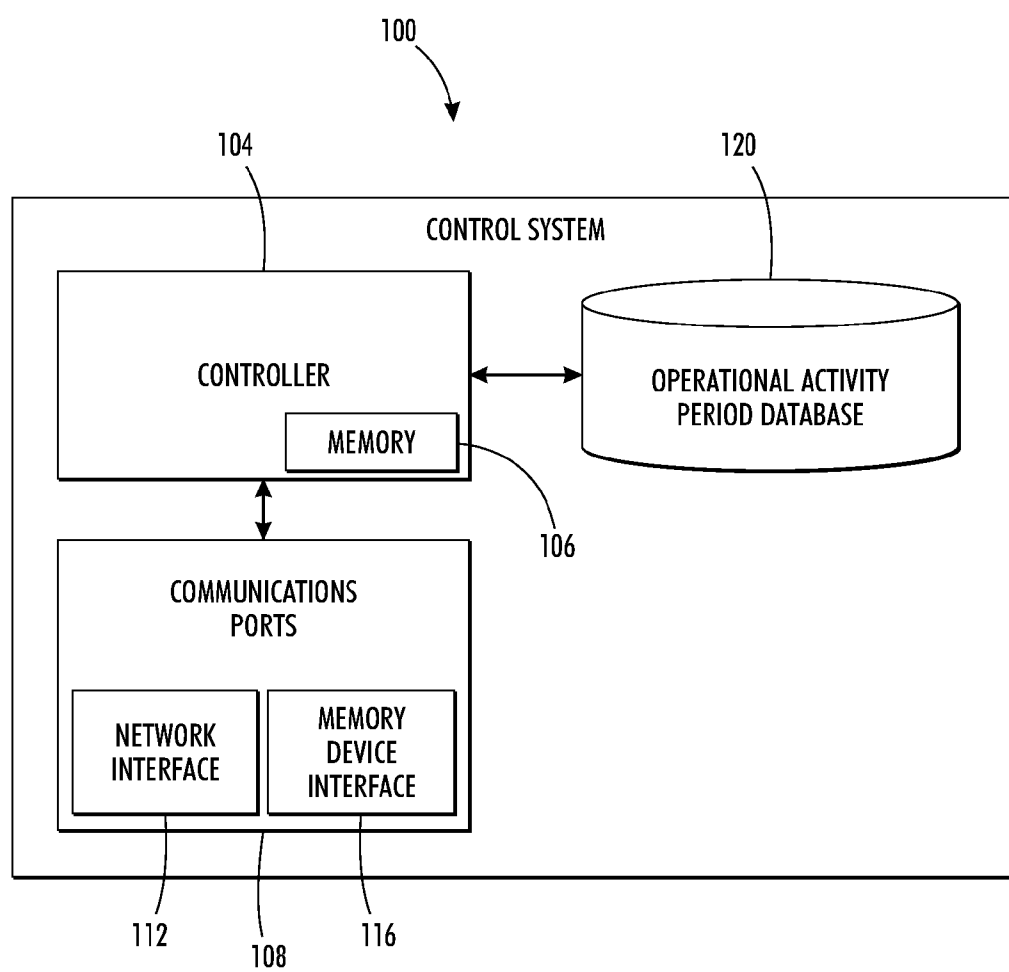 100
104
120
CONTROL SYSTEM
CONTROLLER
MEMORY
OPERATIONAL ACTIVITY
PERIOD DATABASE
106
COMMUNICATIONS
PORTS
NETWORK
INTERFACE
MEMORY
DEVICE
INTERFACE
112
108
116